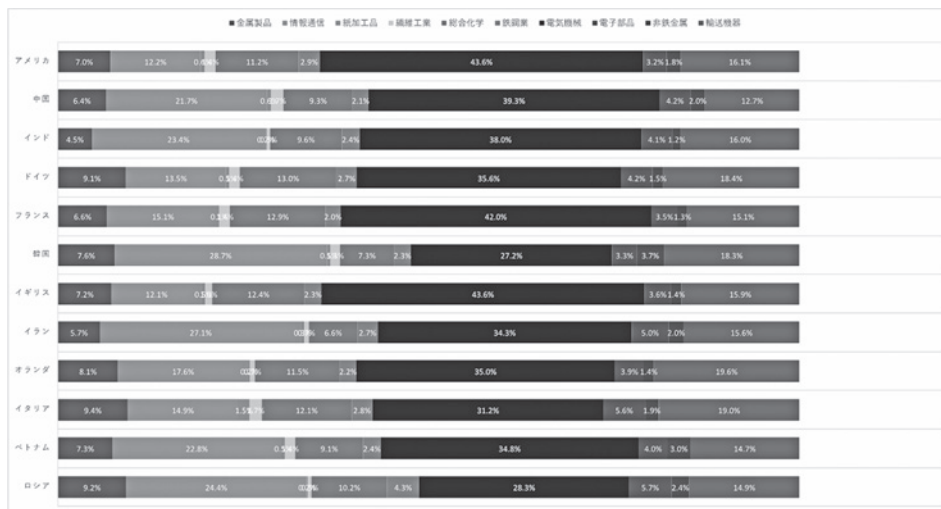 ■金属製品 ■情報通信 ■紙加工品 ■繊維工業 ■総合化学 ■鉄鋼業 ■電気機械 ■電子部品 ■非鉄金属 ■輸送機器
アメリカ 7.0% 12.2% 11.2% 2.9% 43.6% 3.2% 1.8% 16.1%
中国 6.4% 21.7% 9.3% 2.1% 39.3% 4.2% 2.0% 12.7%
インド 4.5% 23.4% 9.6% 2.4% 38.0% 4.1% 1.2% 16.0%
ドイツ 9.1% 13.5% 13.0% 2.7% 35.6% 4.2% 1.5% 18.4%
フランス 6.6% 15.1% 12.9% 2.0% 42.0% 3.5% 1.3% 15.1%
韓国 7.6% 28.7% 7.3% 2.3% 27.2% 3.3% 3.7% 18.3%
イギリス 7.2% 12.1% 12.4% 2.3% 43.6% 3.6% 1.4% 15.9%
イラン 5.7% 27.1% 6.6% 2.7% 34.3% 5.0% 2.0% 15.6%
オランダ 8.1% 17.6% 11.5% 2.2% 35.0% 3.9% 1.4% 19.6%
イタリア 9.4% 14.9% 12.1% 2.8% 31.2% 5.6% 1.9% 19.0%
ベトナム 7.3% 22.8% 9.1% 2.4% 34.8% 4.0% 3.0% 14.7%
ロシア 9.2% 24.4% 10.2% 4.3% 28.3% 5.7% 2.4% 14.9%